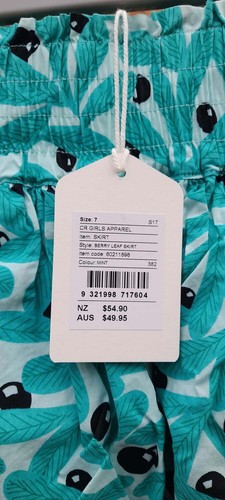 Size: 7 S17
CR GIRLS APPAREL
Item: SKIRT
Style: BERRY LEAF SKIRT
Item code: 60211898
Colour: MINT 582
9 321998 717604
NZ $54.90
AUS $49.95